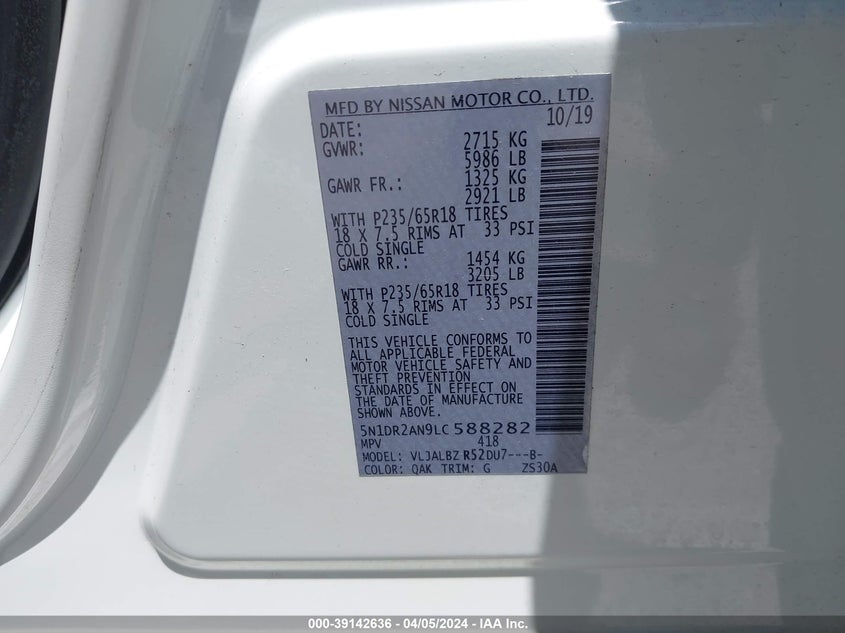 MFD BY NISSAN MOTOR CO., LTD.
DATE: 10/19
GVWR: 2715 KG
5986 LB
GAWR FR.: 1325 KG
2921 LB
WITH P235/65R18 TIRES
18 X 7.5 RIMS AT 33 PSI
COLD SINGLE
GAWR RR.: 1454 KG
3205 LB
WITH P235/65R18 TIRES
18 X 7.5 RIMS AT 33 PSI
COLD SINGLE
THIS VEHICLE CONFORMS TO
ALL APPLICABLE FEDERAL
MOTOR VEHICLE SAFETY AND
THEFT PREVENTION
STANDARDS IN EFFECT ON
THE DATE OF MANUFACTURE
SHOWN ABOVE.
5N1DR2AN9LC588282
MPV 418
MODEL: VLJALBZ R52DU7---B-
COLOR: QAK TRIM: G ZS30A
000-39142636 - 04/05/2024 - IAA Inc.